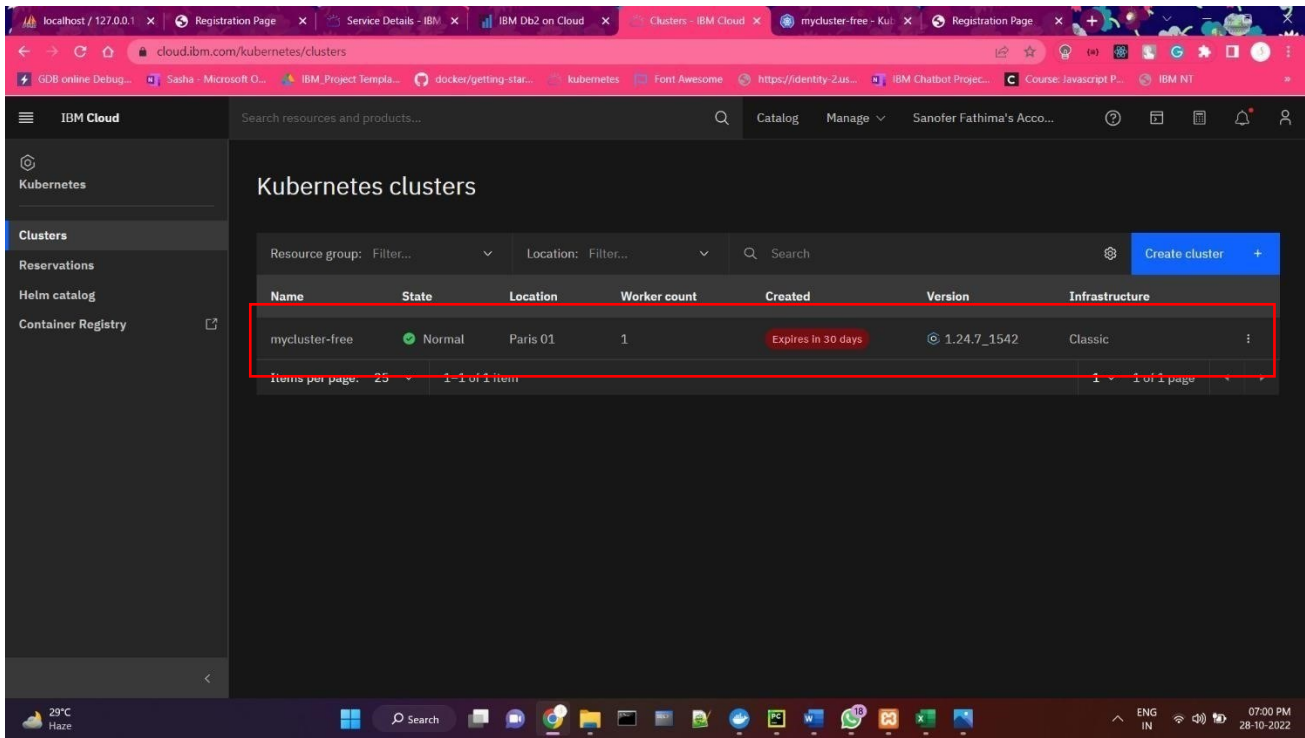 localhost / 127.0.0.1
Registration Page
Service Details - IBM
IBM Db2 on Cloud
Clusters - IBM Cloud
mycluster-free - Kub
Registration Page
cloud.ibm.com/kubernetes/clusters
GDB online Debug...
Sasha - Microsoft O...
IBM_Project Templa...
docker/getting-star...
kubernetes
Font Awesome
https://identity-2.us...
IBM Chatbot Projec...
Course: Javascript P...
IBM NT
»
IBM Cloud
Search resources and products...
Catalog
Manage
Sanofer Fathima's Acco...
Kubernetes
Clusters
Reservations
Helm catalog
Container Registry
Kubernetes clusters
Resource group: Filter...
Location: Filter...
Search
Create cluster +
Name State Location Worker count Created Version Infrastructure
mycluster-free Normal Paris 01 1 Expires in 30 days 1.24.7_1542 Classic
Items per page: 25 1–1 of 1 item 1 1 of 1 page
29°C
Haze
Search
18
ENG
IN
07:00 PM
28-10-2022